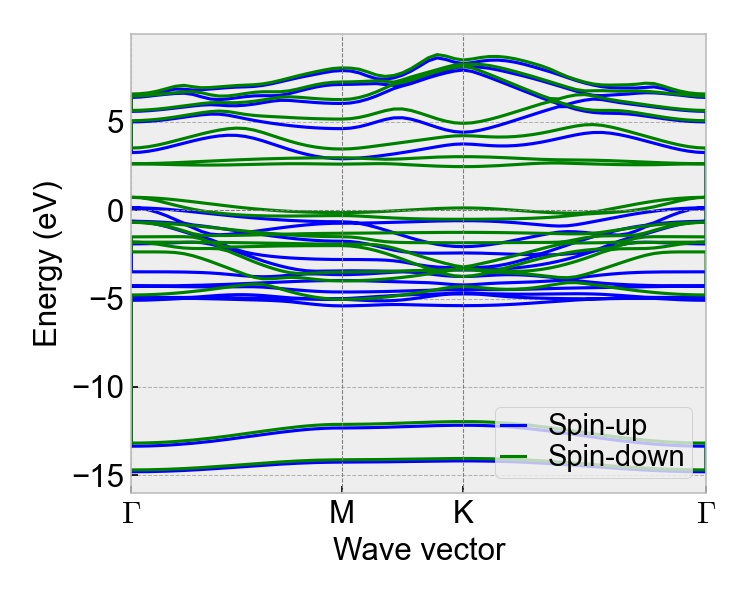 5
0
−5
−10
−15
Energy (eV)
Spin-up
Spin-down
Γ M K Γ
Wave vector